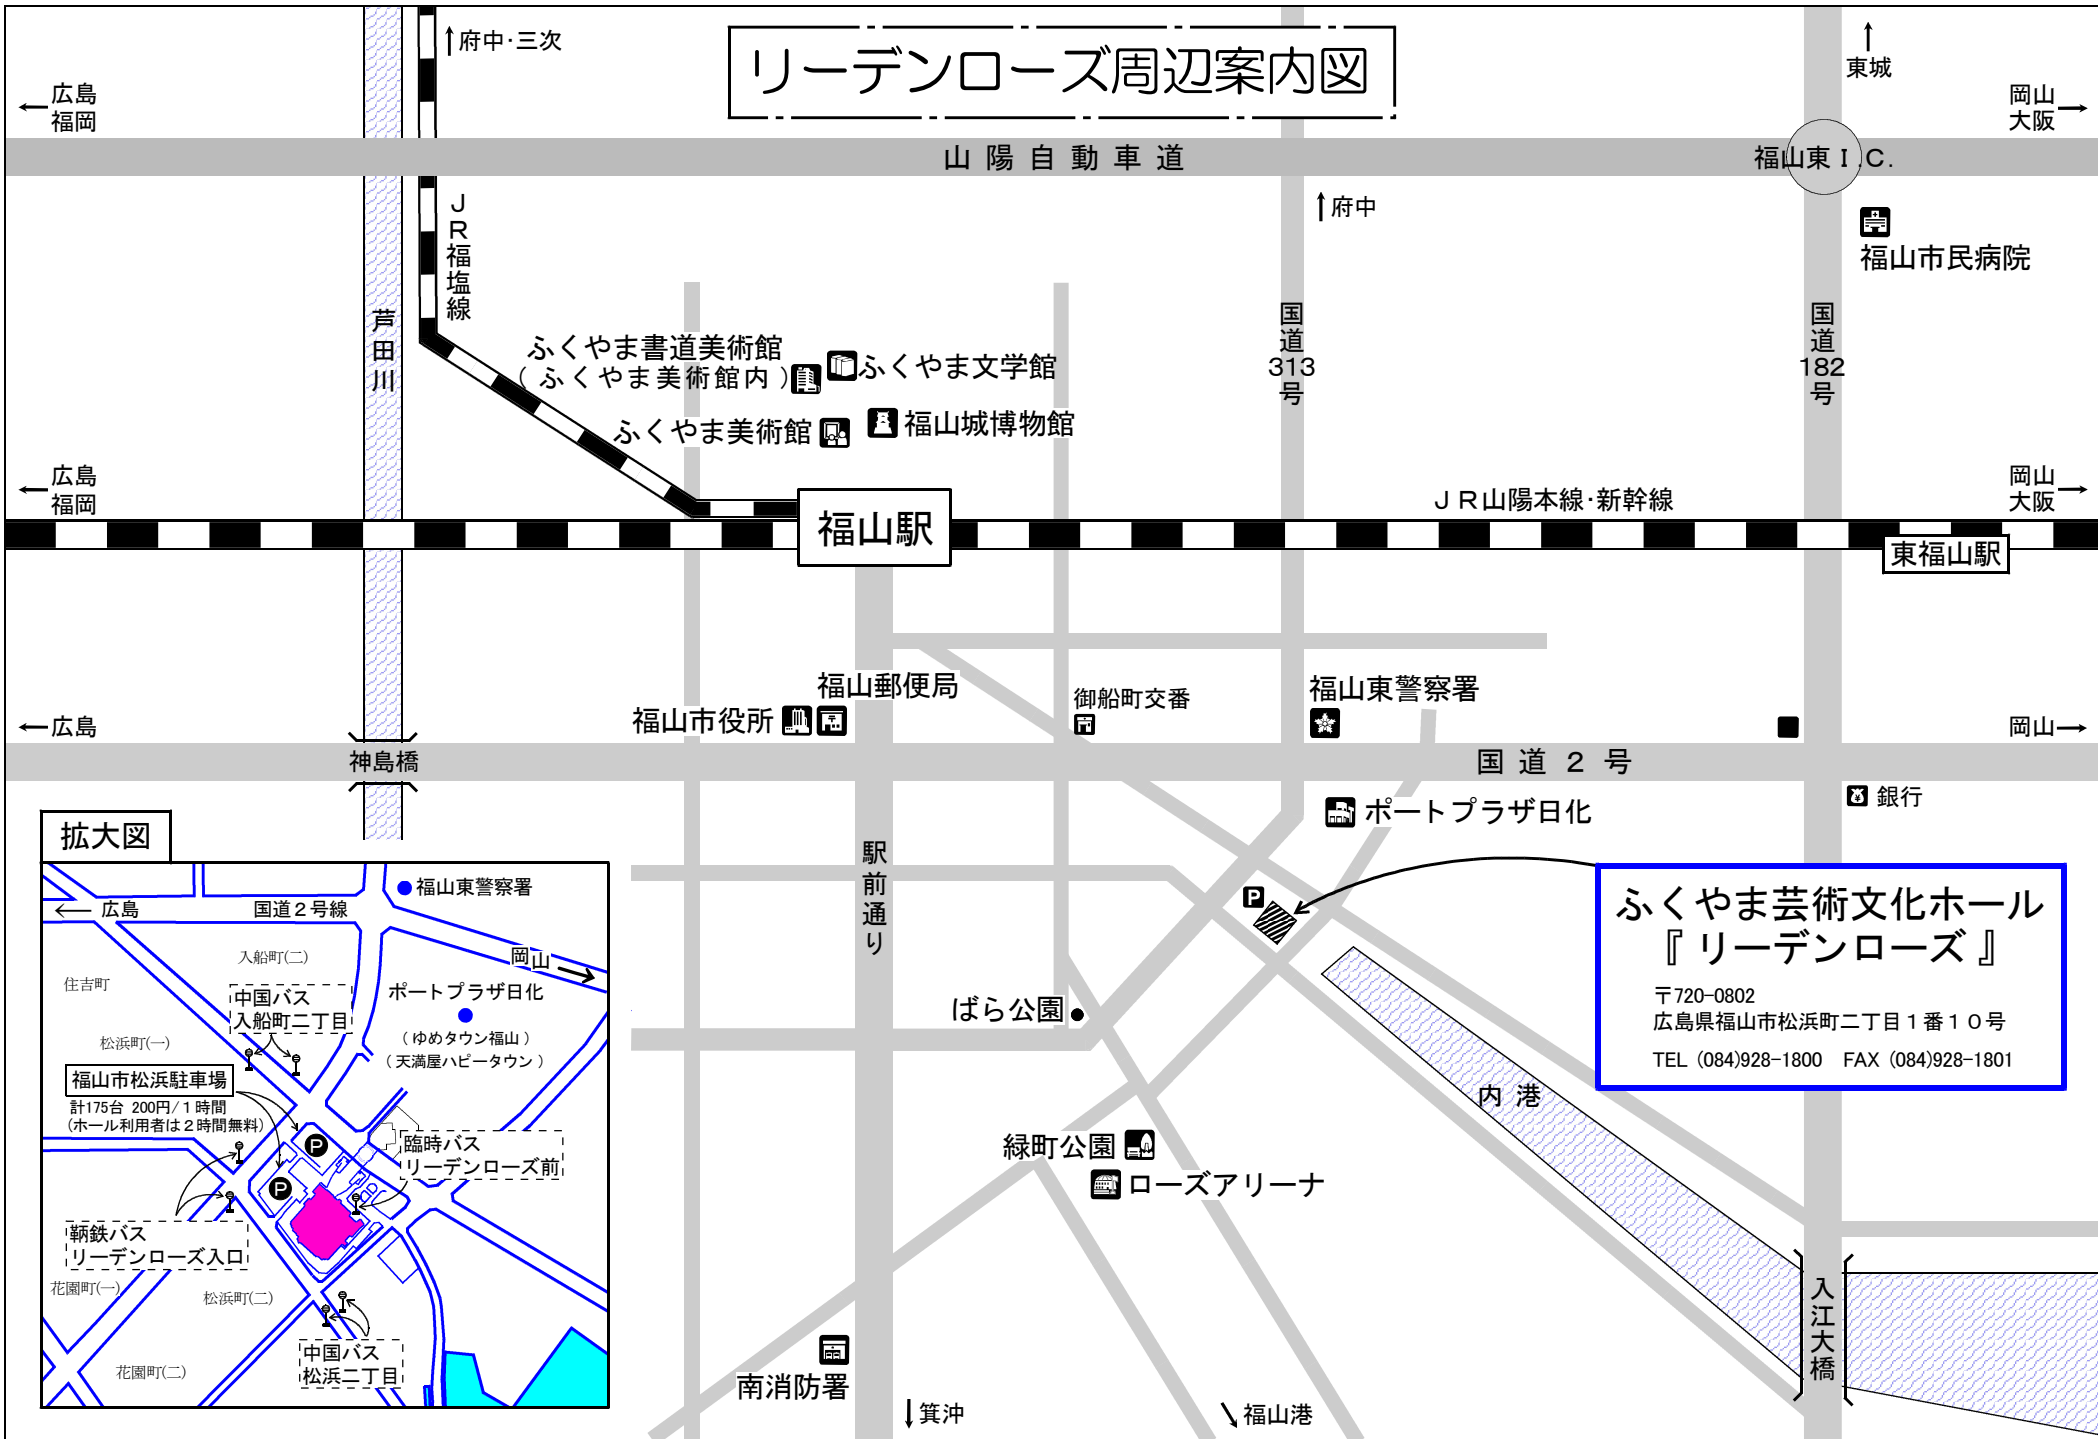 リーデンローズ周辺案内図
府中・三次
東城
広島
福岡
岡山
大阪
山陽自動車道
福山東I.C.
府中
JR福塩線
福山市民病院
芦田川
国道313号
国道182号
ふくやま書道美術館
(ふくやま美術館内)
ふくやま文学館
ふくやま美術館
福山城博物館
広島
福岡
岡山
大阪
JR山陽本線・新幹線
福山駅
東福山駅
福山郵便局
福山市役所
御船町交番
福山東警察署
広島
岡山
神島橋
国道2号
ポートプラザ日化
銀行
駅前通り
P
ふくやま芸術文化ホール
『リーデンローズ』
〒720-0802
広島県福山市松浜町二丁目1番10号
TEL (084)928-1800 FAX (084)928-1801
ばら公園
内港
緑町公園
ローズアリーナ
入江大橋
南消防署
箕沖
福山港
拡大図
福山東警察署
広島
国道2号線
入船町(二)
岡山
住吉町
中国バス
入船町二丁目
ポートプラザ日化
(ゆめタウン福山)
(天満屋ハピータウン)
松浜町(一)
福山市松浜駐車場
計175台 200円/1時間
(ホール利用者は2時間無料)
P
P
臨時バス
リーデンローズ前
鞆鉄バス
リーデンローズ入口
花園町(一)
松浜町(二)
中国バス
松浜二丁目
花園町(二)